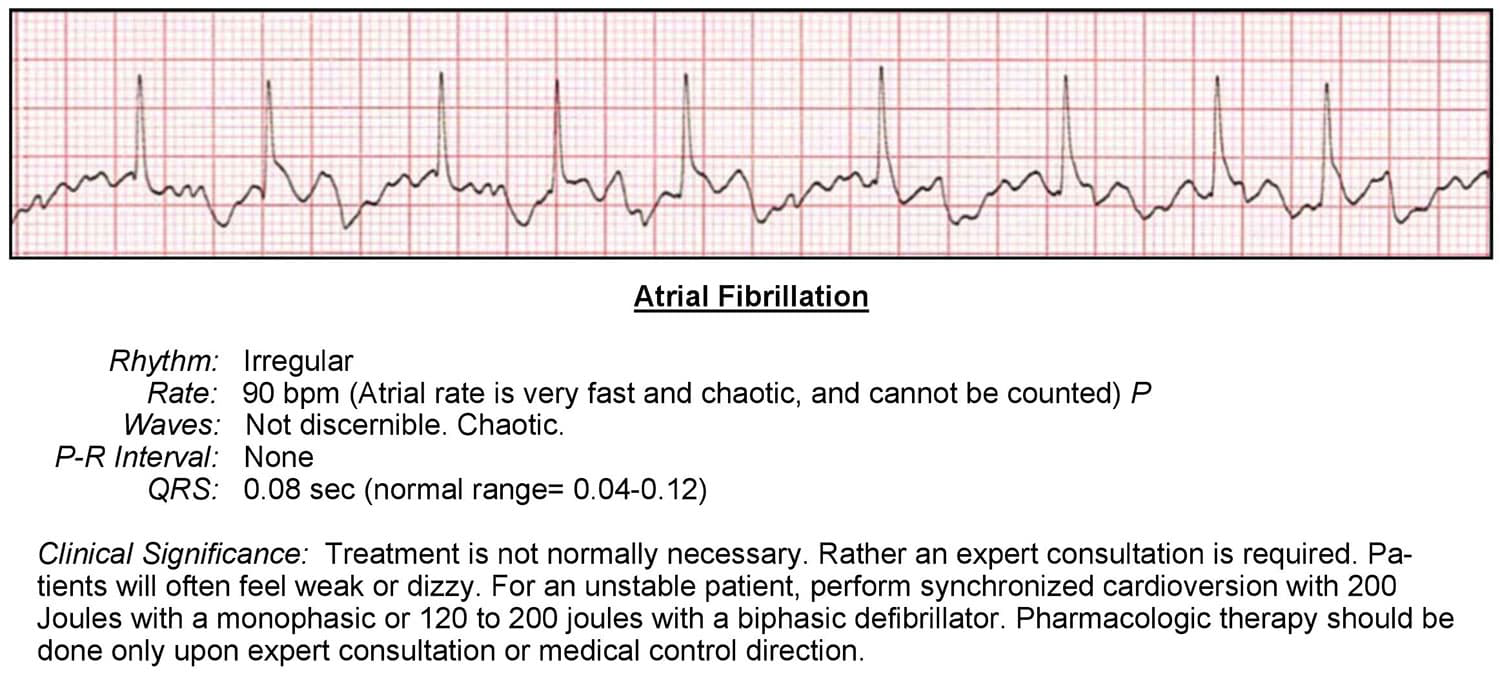 Atrial Fibrillation
Rhythm: Irregular
Rate: 90 bpm (Atrial rate is very fast and chaotic, and cannot be counted) P
Waves: Not discernible. Chaotic.
P-R Interval: None
QRS: 0.08 sec (normal range= 0.04-0.12)
Clinical Significance: Treatment is not normally necessary. Rather an expert consultation is required. Pa-
tients will often feel weak or dizzy. For an unstable patient, perform synchronized cardioversion with 200
Joules with a monophasic or 120 to 200 joules with a biphasic defibrillator. Pharmacologic therapy should be
done only upon expert consultation or medical control direction.